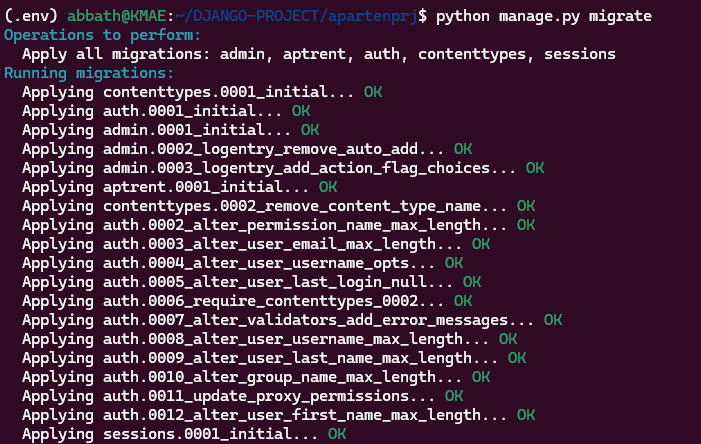 (.env) abbath@KMAE:~/DJANGO-PROJECT/apartenprj$ python manage.py migrate
Operations to perform:
  Apply all migrations: admin, aptrent, auth, contenttypes, sessions
Running migrations:
  Applying contenttypes.0001_initial... OK
  Applying auth.0001_initial... OK
  Applying admin.0001_initial... OK
  Applying admin.0002_logentry_remove_auto_add... OK
  Applying admin.0003_logentry_add_action_flag_choices... OK
  Applying aptrent.0001_initial... OK
  Applying contenttypes.0002_remove_content_type_name... OK
  Applying auth.0002_alter_permission_name_max_length... OK
  Applying auth.0003_alter_user_email_max_length... OK
  Applying auth.0004_alter_user_username_opts... OK
  Applying auth.0005_alter_user_last_login_null... OK
  Applying auth.0006_require_contenttypes_0002... OK
  Applying auth.0007_alter_validators_add_error_messages... OK
  Applying auth.0008_alter_user_username_max_length... OK
  Applying auth.0009_alter_user_last_name_max_length... OK
  Applying auth.0010_alter_group_name_max_length... OK
  Applying auth.0011_update_proxy_permissions... OK
  Applying auth.0012_alter_user_first_name_max_length... OK
  Applying sessions.0001_initial... OK